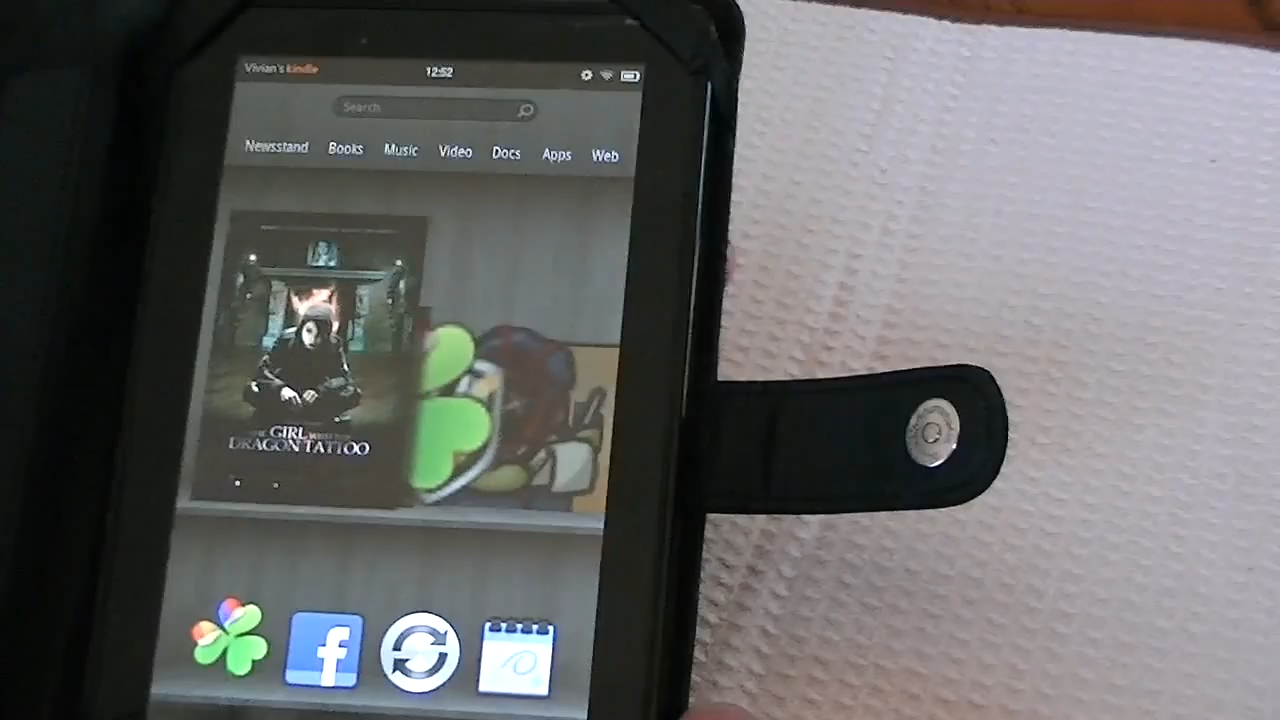 Vivian's kindle 12:52
Search
Newsstand Books Music Video Docs Apps Web
GIRL
DRAGON TATTOO
f